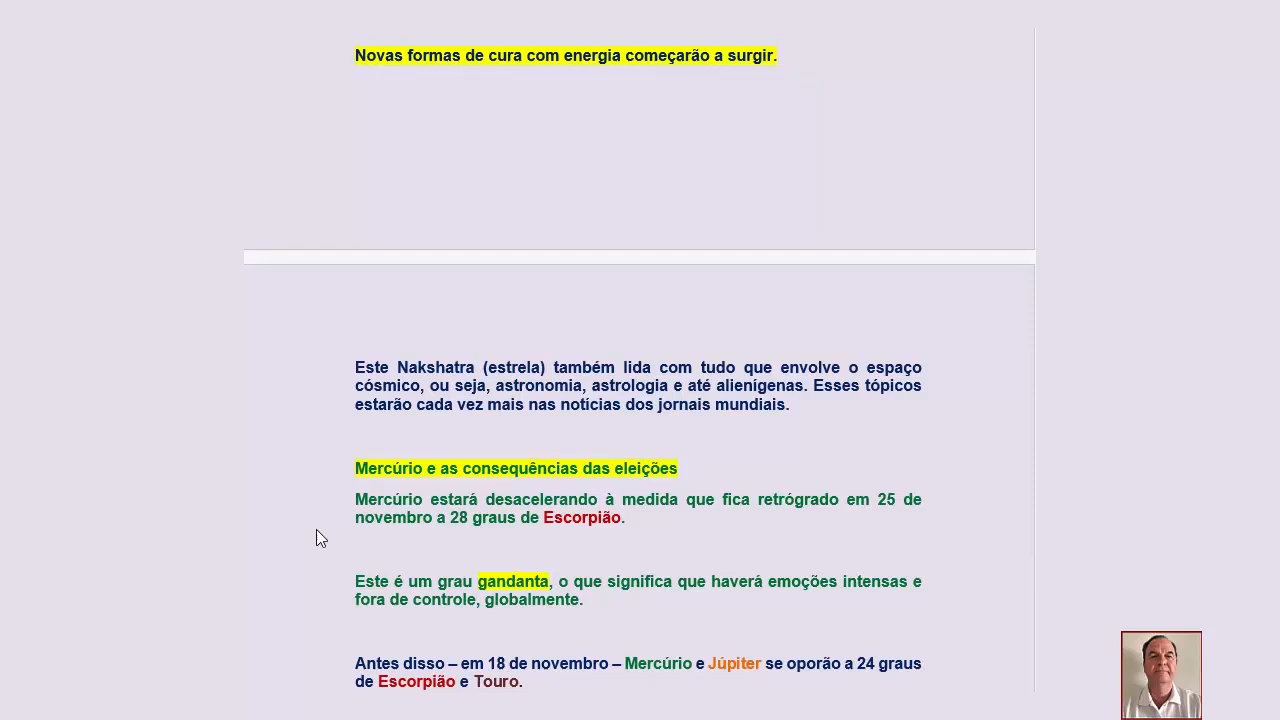 Novas formas de cura com energia começarão a surgir.
Este Nakshatra (estrela) também lida com tudo que envolve o espaço
cósmico, ou seja, astronomia, astrologia e até alienígenas. Esses tópicos
estarão cada vez mais nas notícias dos jornais mundiais.
Mercúrio e as consequências das eleições
Mercúrio estará desacelerando à medida que fica retrógrado em 25 de
novembro a 28 graus de Escorpião.
Este é um grau gandanta, o que significa que haverá emoções intensas e
fora de controle, globalmente.
Antes disso – em 18 de novembro – Mercúrio e Júpiter se oporão a 24 graus
de Escorpião e Touro.